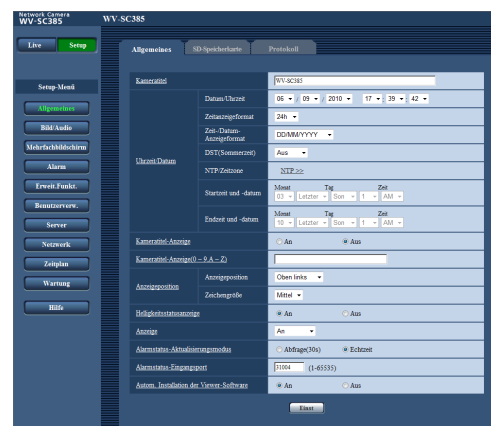 Network Camera
WV-SC385
WV-SC385
Live Setup
Allgemeines SD-Speicherkarte Protokoll
Setup-Menü
Allgemeines
Bild/Audio
Mehrfachbildschirm
Alarm
Erweit.Funkt.
Benutzerverw.
Server
Netzwerk
Zeitplan
Wartung
Hilfe
Kameratitel WV-SC385
Uhrzeit/Datum
Datum/Uhrzeit 06 / 09 / 2010 17 : 39 : 42
Zeitanzeigeformat 24h
Zeit-/Datum-
Anzeigeformat DD/MM/YYYY
DST(Sommerzeit) Aus
NTP/Zeitzone NTP >>
Monat Tag Zeit
Startzeit und -datum 03 Letzter Son 1 AM
Monat Tag Zeit
Endzeit und -datum 10 Letzter Son 1 AM
Kameratitel-Anzeige An Aus
Kameratitel-Anzeige(0 – 9,A – Z)
Anzeigeposition
Anzeigeposition Oben links
Zeichengröße Mittel
Helligkeitsstatusanzeige An Aus
Anzeige An
Alarmstatus-Aktualisierungsmodus Abfrage(30s) Echtzeit
Alarmstatus-Eingangsport 31004 (1-65535)
Autom. Installation der Viewer-Software An Aus
Einst